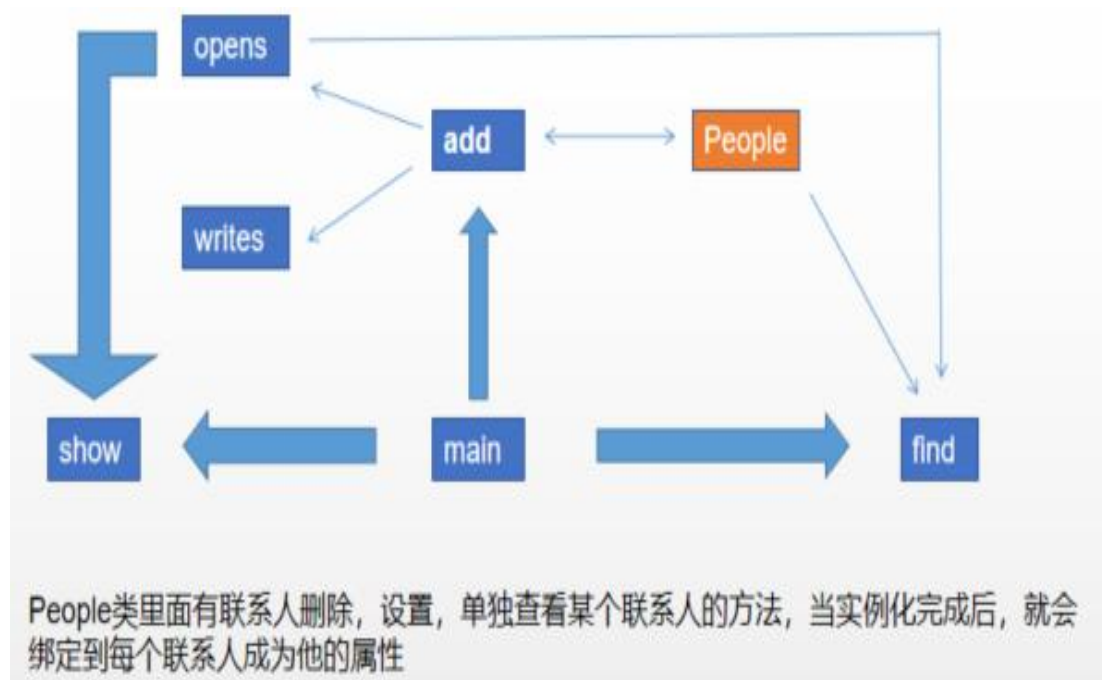 opens
add
People
writes
show
main
find
People类里面有联系人删除，设置，单独查看某个联系人的方法，当实例化完成后，就会
绑定到每个联系人成为他的属性